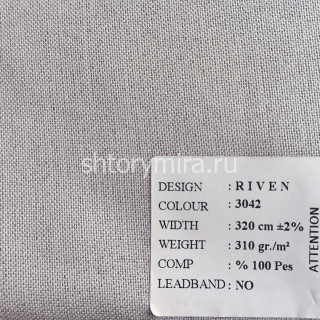 shtorymira.ru
DESIGN : R I V E N
COLOUR : 3042
WIDTH : 320 cm ±2%
WEIGHT : 310 gr./m²
COMP : % 100 Pes
LEADBAND : NO
ATTENTION